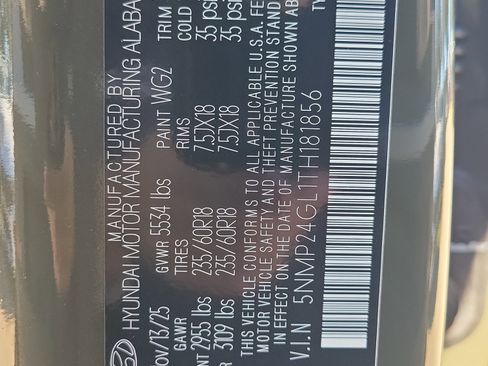 MANUFACTURED BY
HYUNDAI MOTOR MANUFACTURING ALABA
OV/13/25 GVWR 5534 lbs PAINT WG2 TRIM
GAWR TIRES RIMS COLD
NT 2955 lbs 235/60R18 7.5JX18 35 psi
R 3109 lbs 235/60R18 7.5JX18 35 psi
THIS VEHICLE CONFORMS TO ALL APPLICABLE U.S.A. FE
MOTOR VEHICLE SAFETY AND THEFT PREVENTION STAND
IN EFFECT ON THE DATE OF MANUFACTURE SHOWN ABOV
V.I.N 5NMP24GL1TH181856 TY